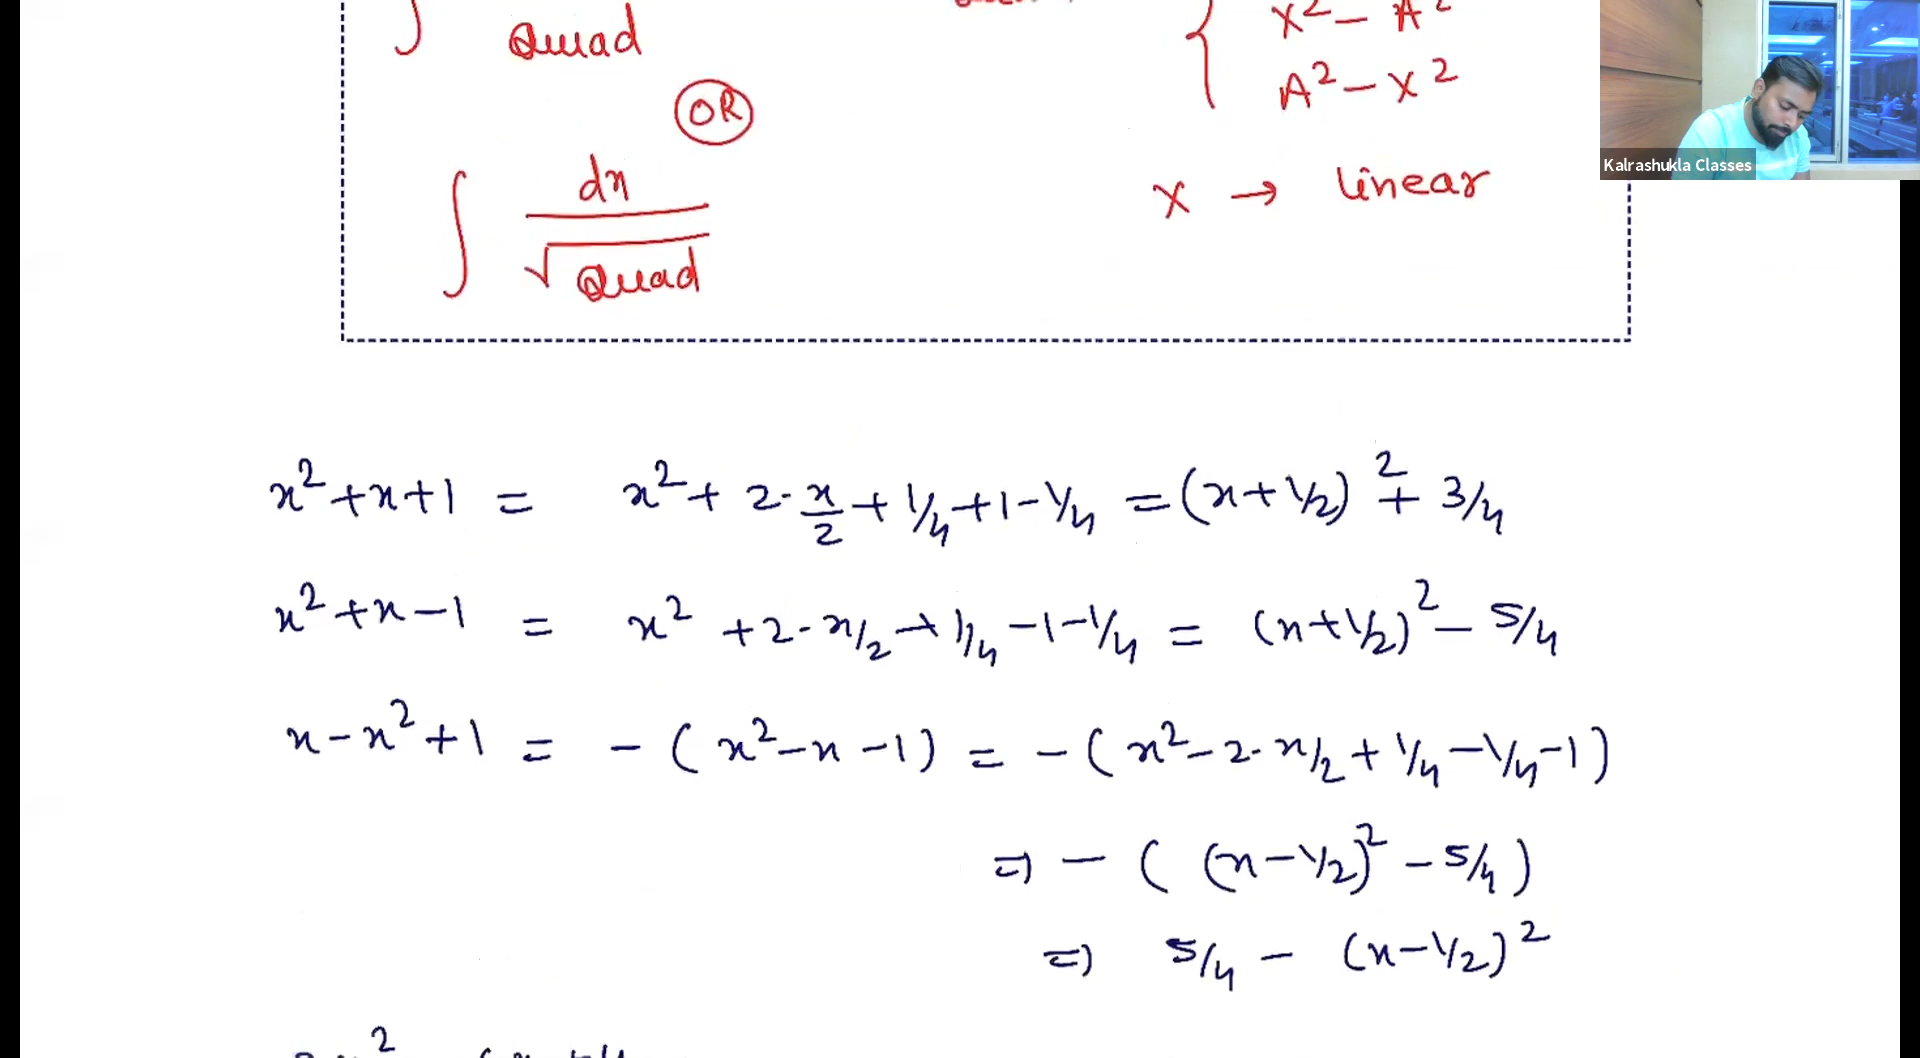 ∫ Quad
X² - A²
A² - X²
OR
Kalrashukla Classes
∫ dx / √Quad
X → linear
x² + x + 1 = x² + 2·x/2 + 1/4 + 1 - 1/4 = (x + 1/2)² + 3/4
x² + x - 1 = x² + 2·x/2 + 1/4 - 1 - 1/4 = (x + 1/2)² - 5/4
x - x² + 1 = - (x² - x - 1) = - (x² - 2·x/2 + 1/4 - 1/4 - 1)
⇒ - ((x - 1/2)² - 5/4)
⇒ 5/4 - (x - 1/2)²